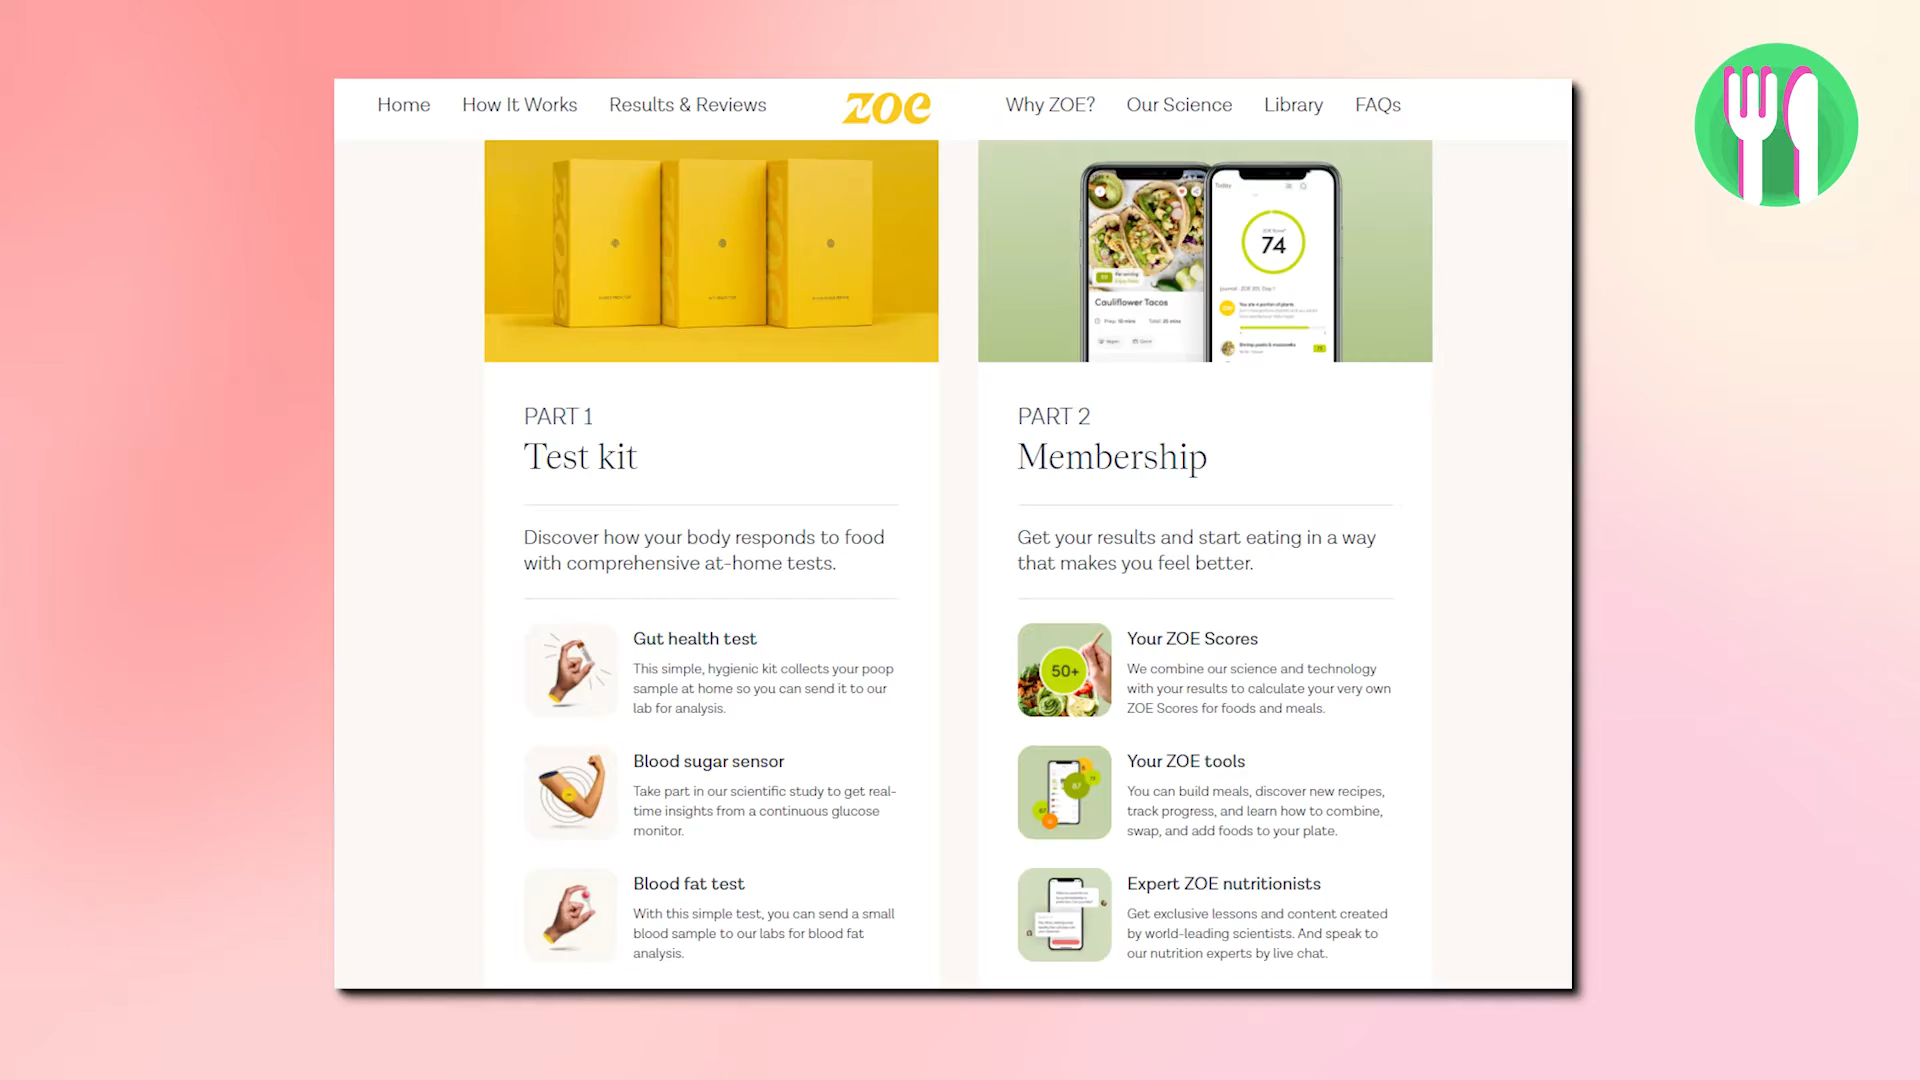 Home How It Works Results & Reviews zoe Why ZOE? Our Science Library FAQs
Today
74
Cauliflower Tacos
PART 1
Test kit
Discover how your body responds to food
with comprehensive at-home tests.
Gut health test
This simple, hygienic kit collects your poop
sample at home so you can send it to our
lab for analysis.
Blood sugar sensor
Take part in our scientific study to get real-
time insights from a continuous glucose
monitor.
Blood fat test
With this simple test, you can send a small
blood sample to our labs for blood fat
analysis.
PART 2
Membership
Get your results and start eating in a way
that makes you feel better.
50+
Your ZOE Scores
We combine our science and technology
with your results to calculate your very own
ZOE Scores for foods and meals.
Your ZOE tools
You can build meals, discover new recipes,
track progress, and learn how to combine,
swap, and add foods to your plate.
Expert ZOE nutritionists
Get exclusive lessons and content created
by world-leading scientists. And speak to
our nutrition experts by live chat.